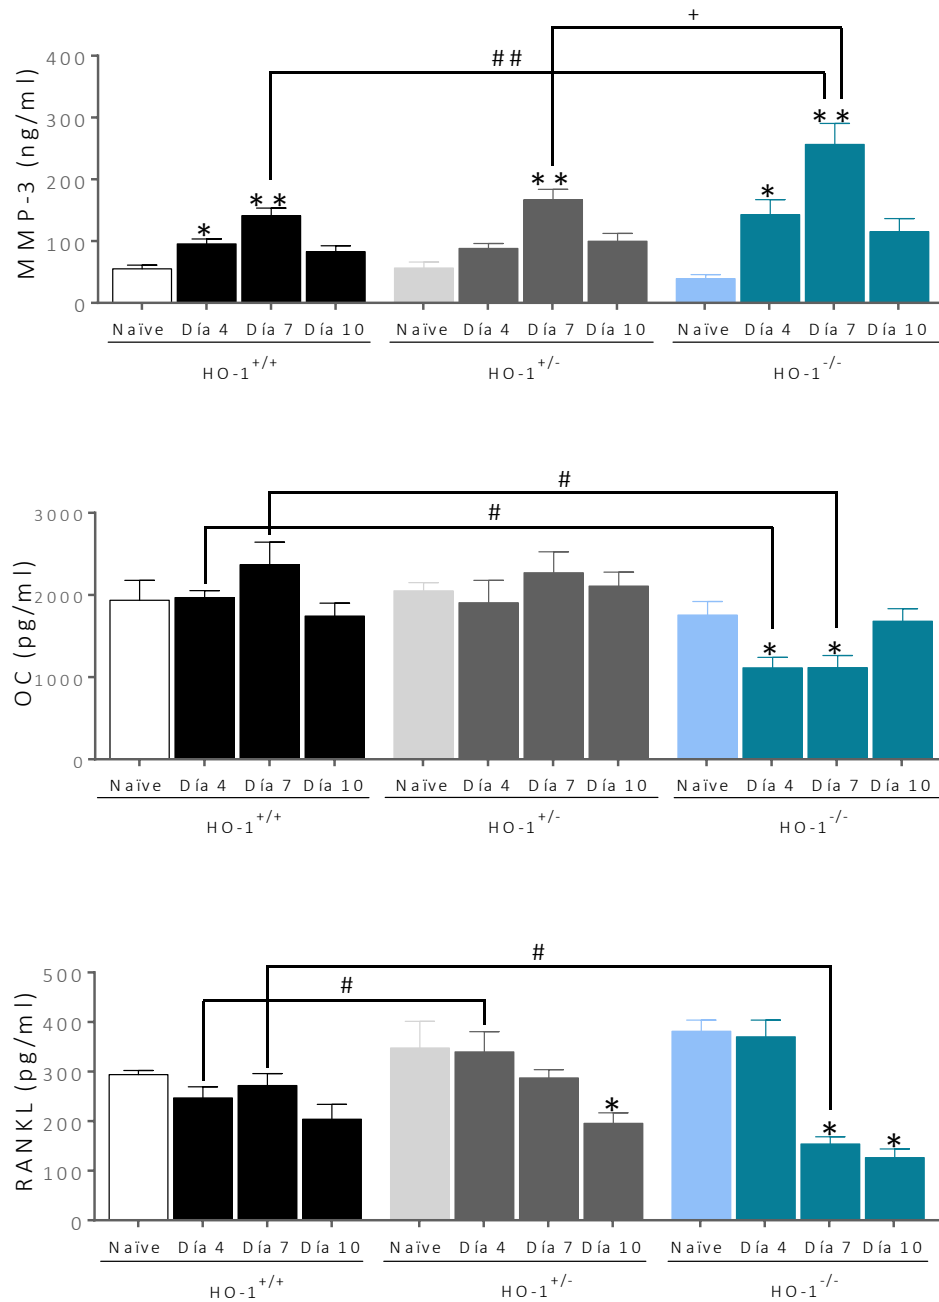 +
# #
MMP-3 (ng/ml)
400
300
200
100
0
* * * * * * * *
Naïve Día 4 Día 7 Día 10 Naïve Día 4 Día 7 Día 10 Naïve Día 4 Día 7 Día 10
HO-1+/+ HO-1+/- HO-1-/-
#
#
OC (pg/ml)
3000
2000
1000
0
* *
Naïve Día 4 Día 7 Día 10 Naïve Día 4 Día 7 Día 10 Naïve Día 4 Día 7 Día 10
HO-1+/+ HO-1+/- HO-1-/-
#
#
RANKL (pg/ml)
500
400
300
200
100
0
* * *
Naïve Día 4 Día 7 Día 10 Naïve Día 4 Día 7 Día 10 Naïve Día 4 Día 7 Día 10
HO-1+/+ HO-1+/- HO-1-/-